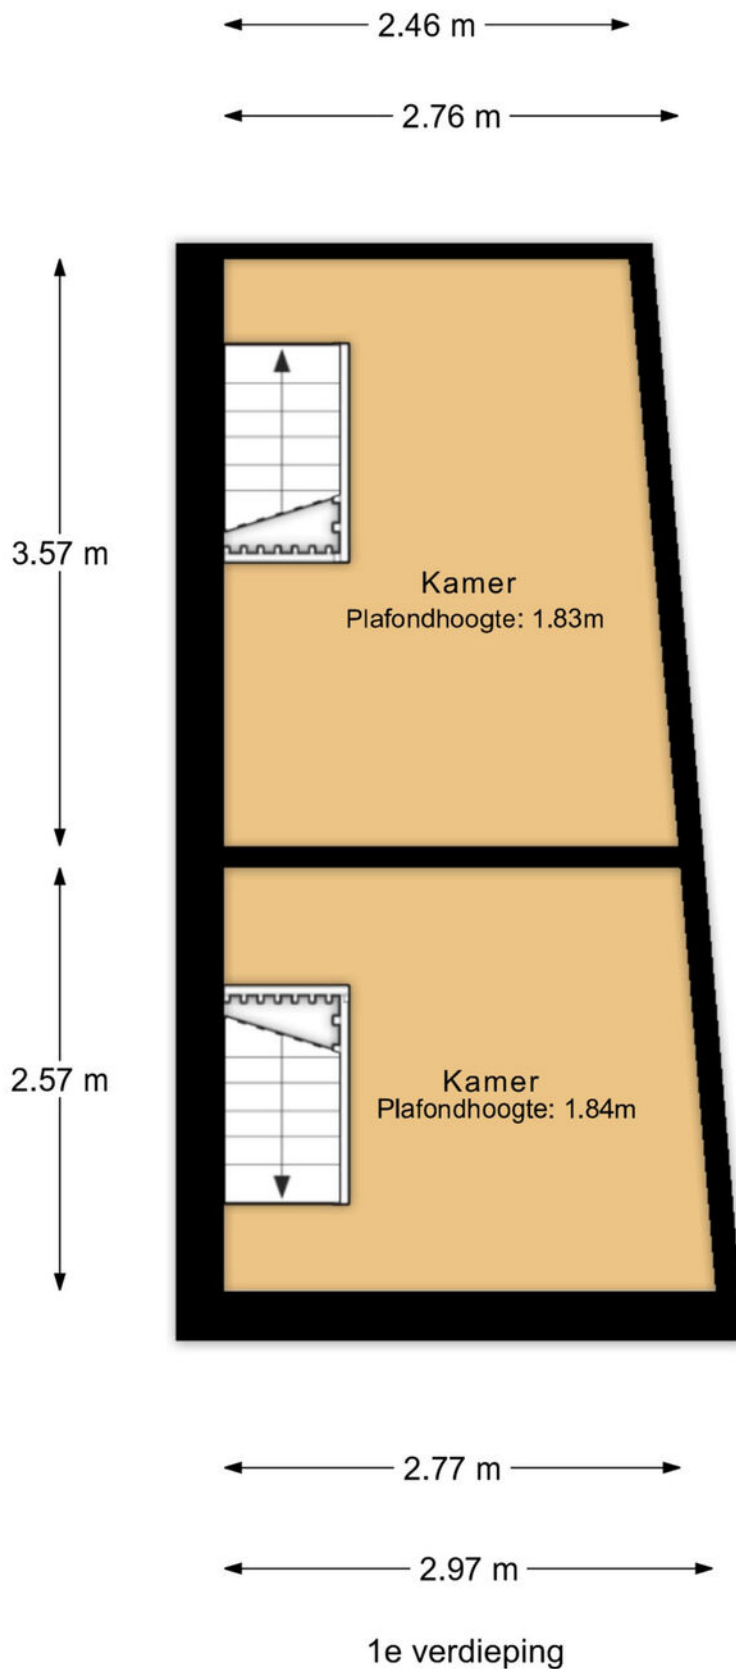 2.46 m
2.76 m
3.57 m
Kamer
Plafondhoogte: 1.83m
2.57 m
Kamer
Plafondhoogte: 1.84m
2.77 m
2.97 m
1e verdieping